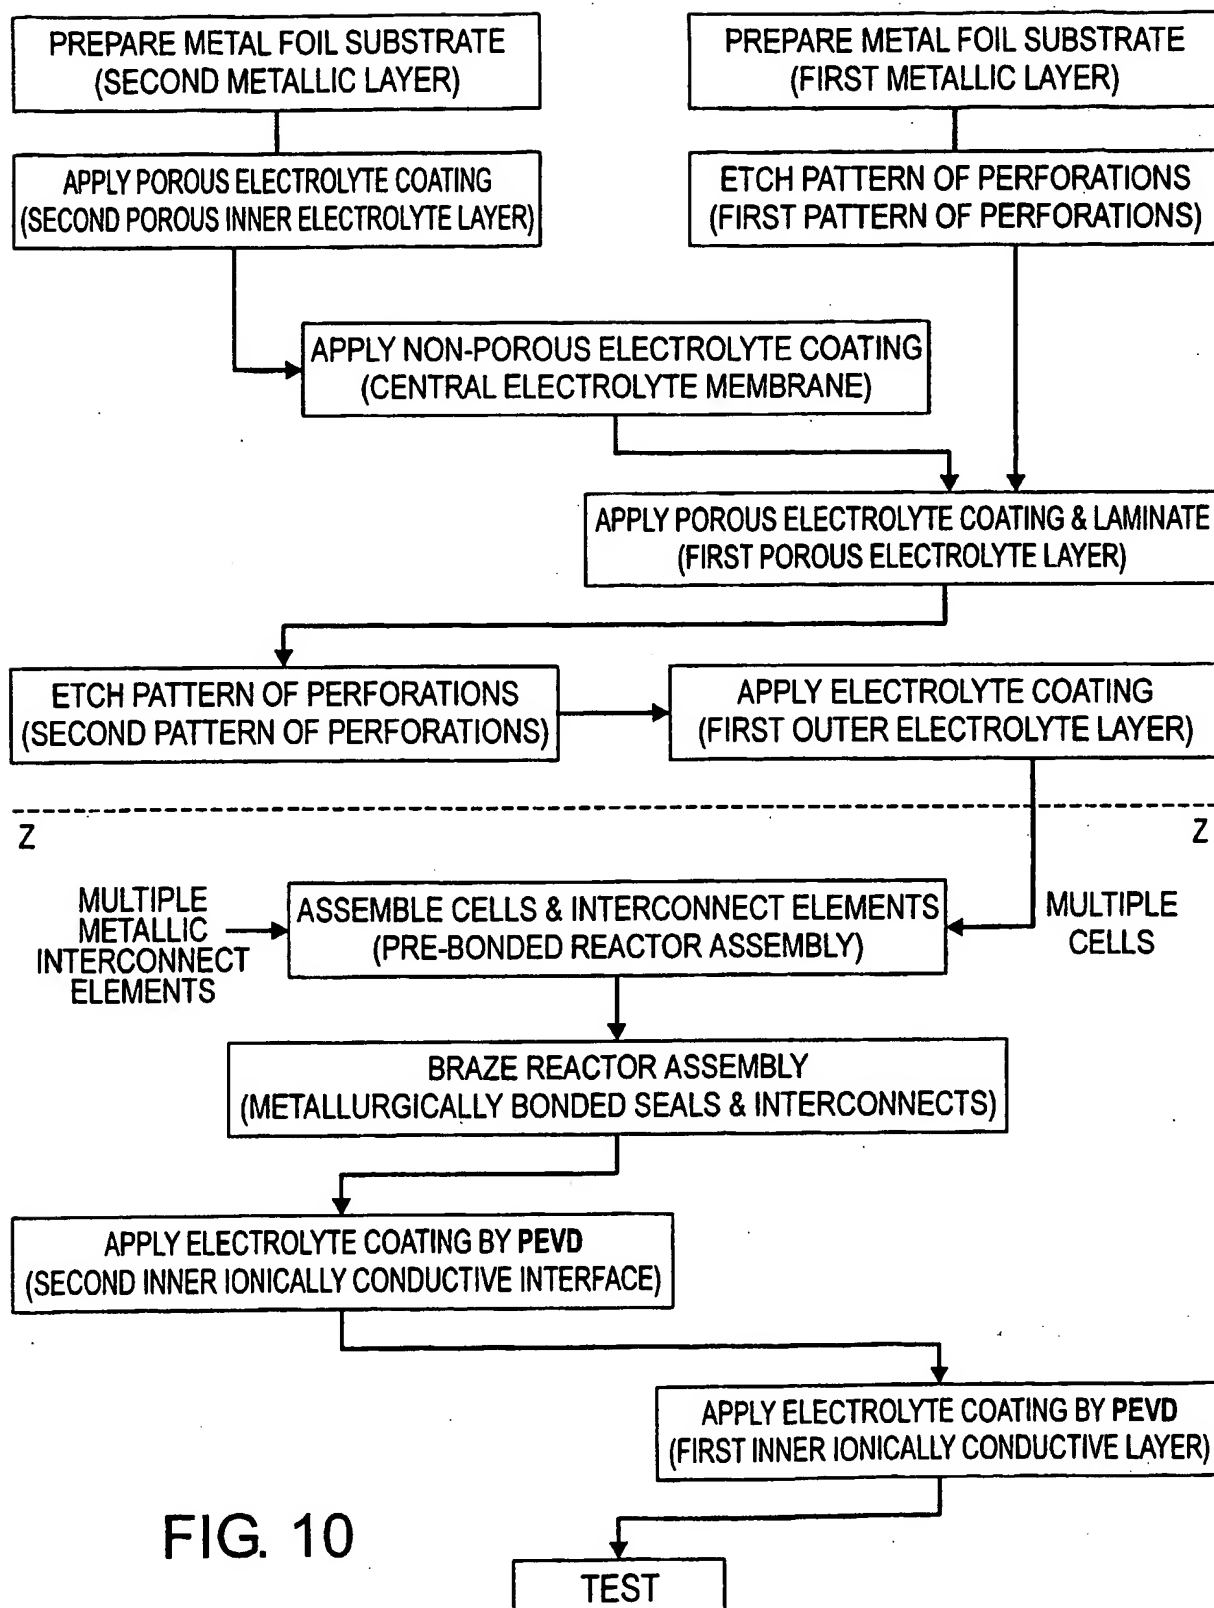 PREPARE METAL FOIL SUBSTRATE
(SECOND METALLIC LAYER)
PREPARE METAL FOIL SUBSTRATE
(FIRST METALLIC LAYER)
APPLY POROUS ELECTROLYTE COATING
(SECOND POROUS INNER ELECTROLYTE LAYER)
ETCH PATTERN OF PERFORATIONS
(FIRST PATTERN OF PERFORATIONS)
APPLY NON-POROUS ELECTROLYTE COATING
(CENTRAL ELECTROLYTE MEMBRANE)
APPLY POROUS ELECTROLYTE COATING & LAMINATE
(FIRST POROUS ELECTROLYTE LAYER)
ETCH PATTERN OF PERFORATIONS
(SECOND PATTERN OF PERFORATIONS)
APPLY ELECTROLYTE COATING
(FIRST OUTER ELECTROLYTE LAYER)
Z
Z
MULTIPLE
METALLIC
INTERCONNECT
ELEMENTS
ASSEMBLE CELLS & INTERCONNECT ELEMENTS
(PRE-BONDED REACTOR ASSEMBLY)
MULTIPLE
CELLS
BRAZE REACTOR ASSEMBLY
(METALLURGICALLY BONDED SEALS & INTERCONNECTS)
APPLY ELECTROLYTE COATING BY PEVD
(SECOND INNER IONICALLY CONDUCTIVE INTERFACE)
APPLY ELECTROLYTE COATING BY PEVD
(FIRST INNER IONICALLY CONDUCTIVE LAYER)
FIG. 10
TEST